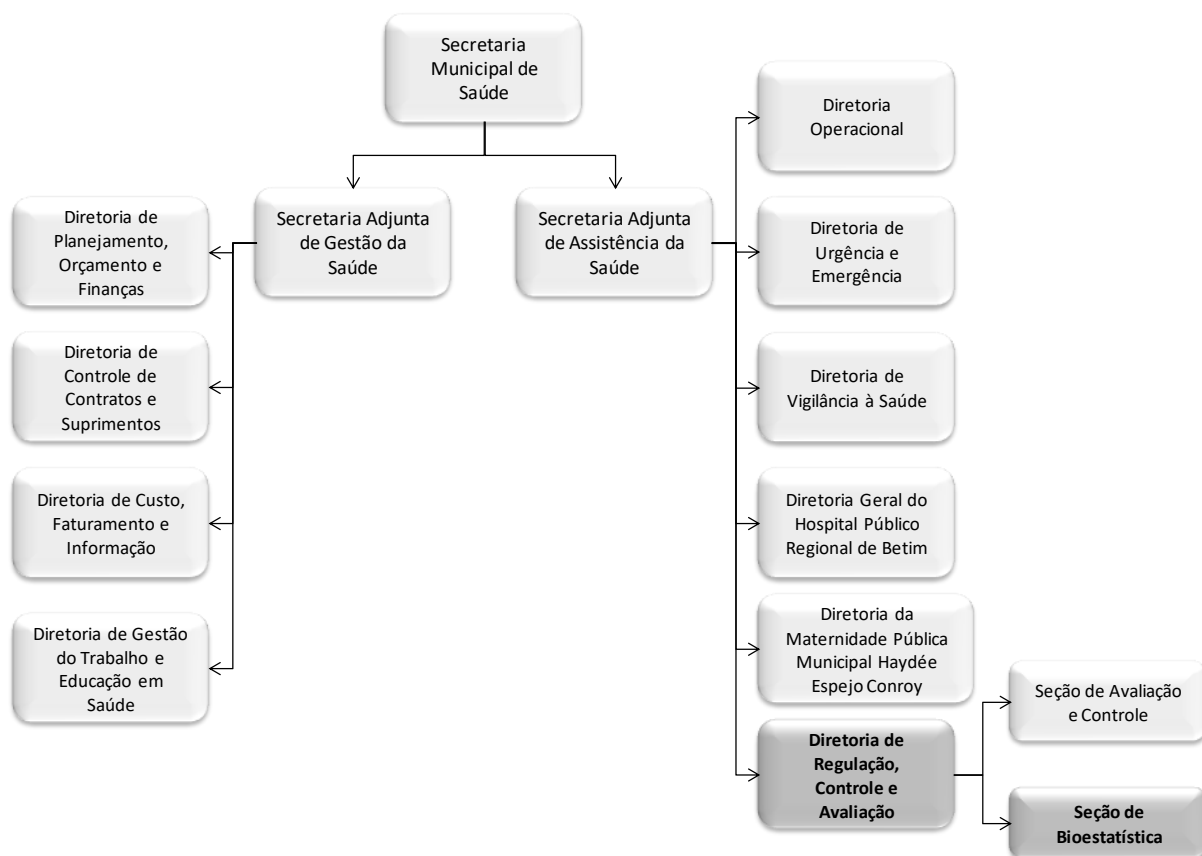 Secretaria
Municipal de
Saúde
Secretaria Adjunta
de Gestão da
Saúde
Secretaria Adjunta
de Assistência da
Saúde
Diretoria de
Planejamento,
Orçamento e
Finanças
Diretoria de
Controle de
Contratos e
Suprimentos
Diretoria de Custo,
Faturamento e
Informação
Diretoria de Gestão
do Trabalho e
Educação em
Saúde
Diretoria
Operacional
Diretoria de
Urgência e
Emergência
Diretoria de
Vigilância à Saúde
Diretoria Geral do
Hospital Público
Regional de Betim
Diretoria da
Maternidade Pública
Municipal Haydée
Espejo Conroy
Diretoria de
Regulação,
Controle e
Avaliação
Seção de Avaliação
e Controle
Seção de
Bioestatística